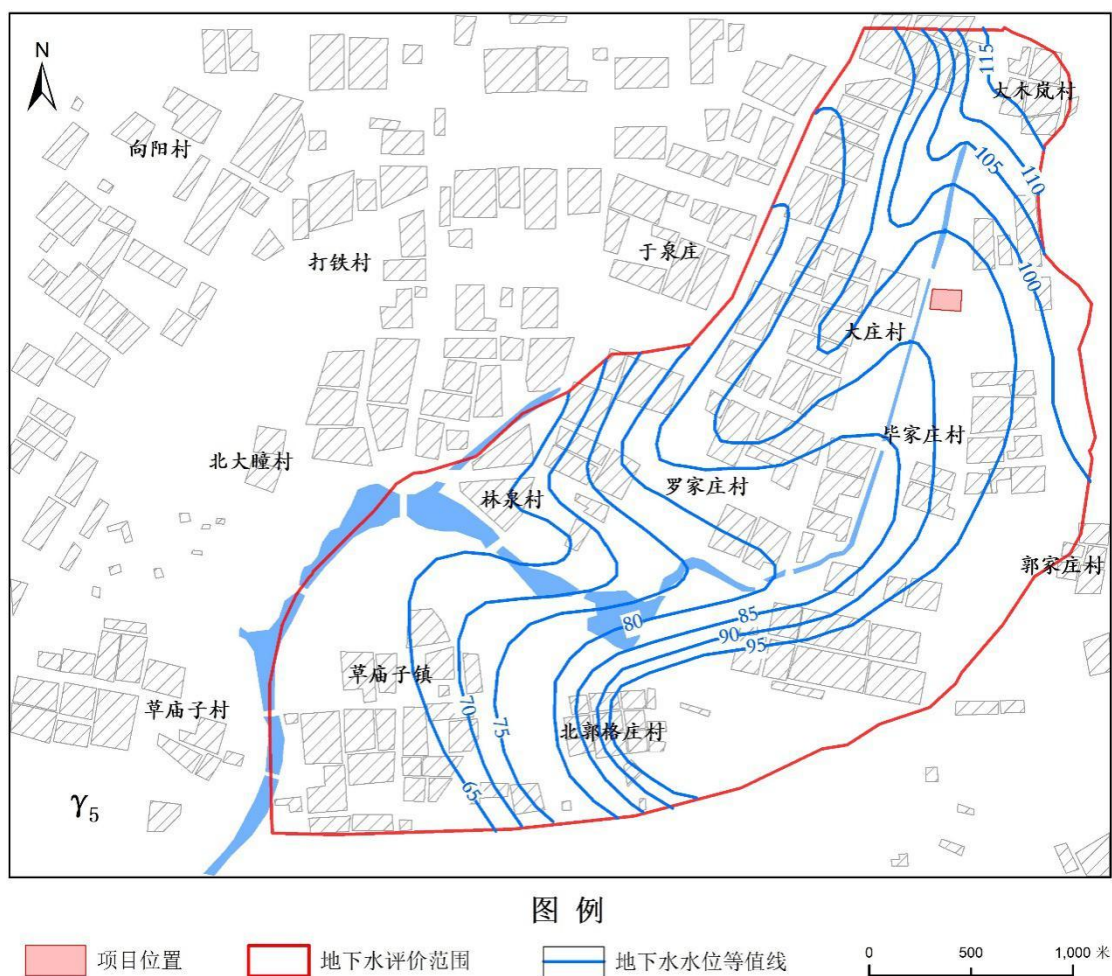 N
115
大木岚村
向阳村
105
110
打铁村
于泉庄
100
大庄村
毕家庄村
北大疃村
林泉村
罗家庄村
郭家庄村
80
85
90
95
草庙子镇
草庙子村
70
75
北郭格庄村
65
γ5
图 例
项目位置
地下水评价范围
地下水水位等值线
0 500 1,000 米